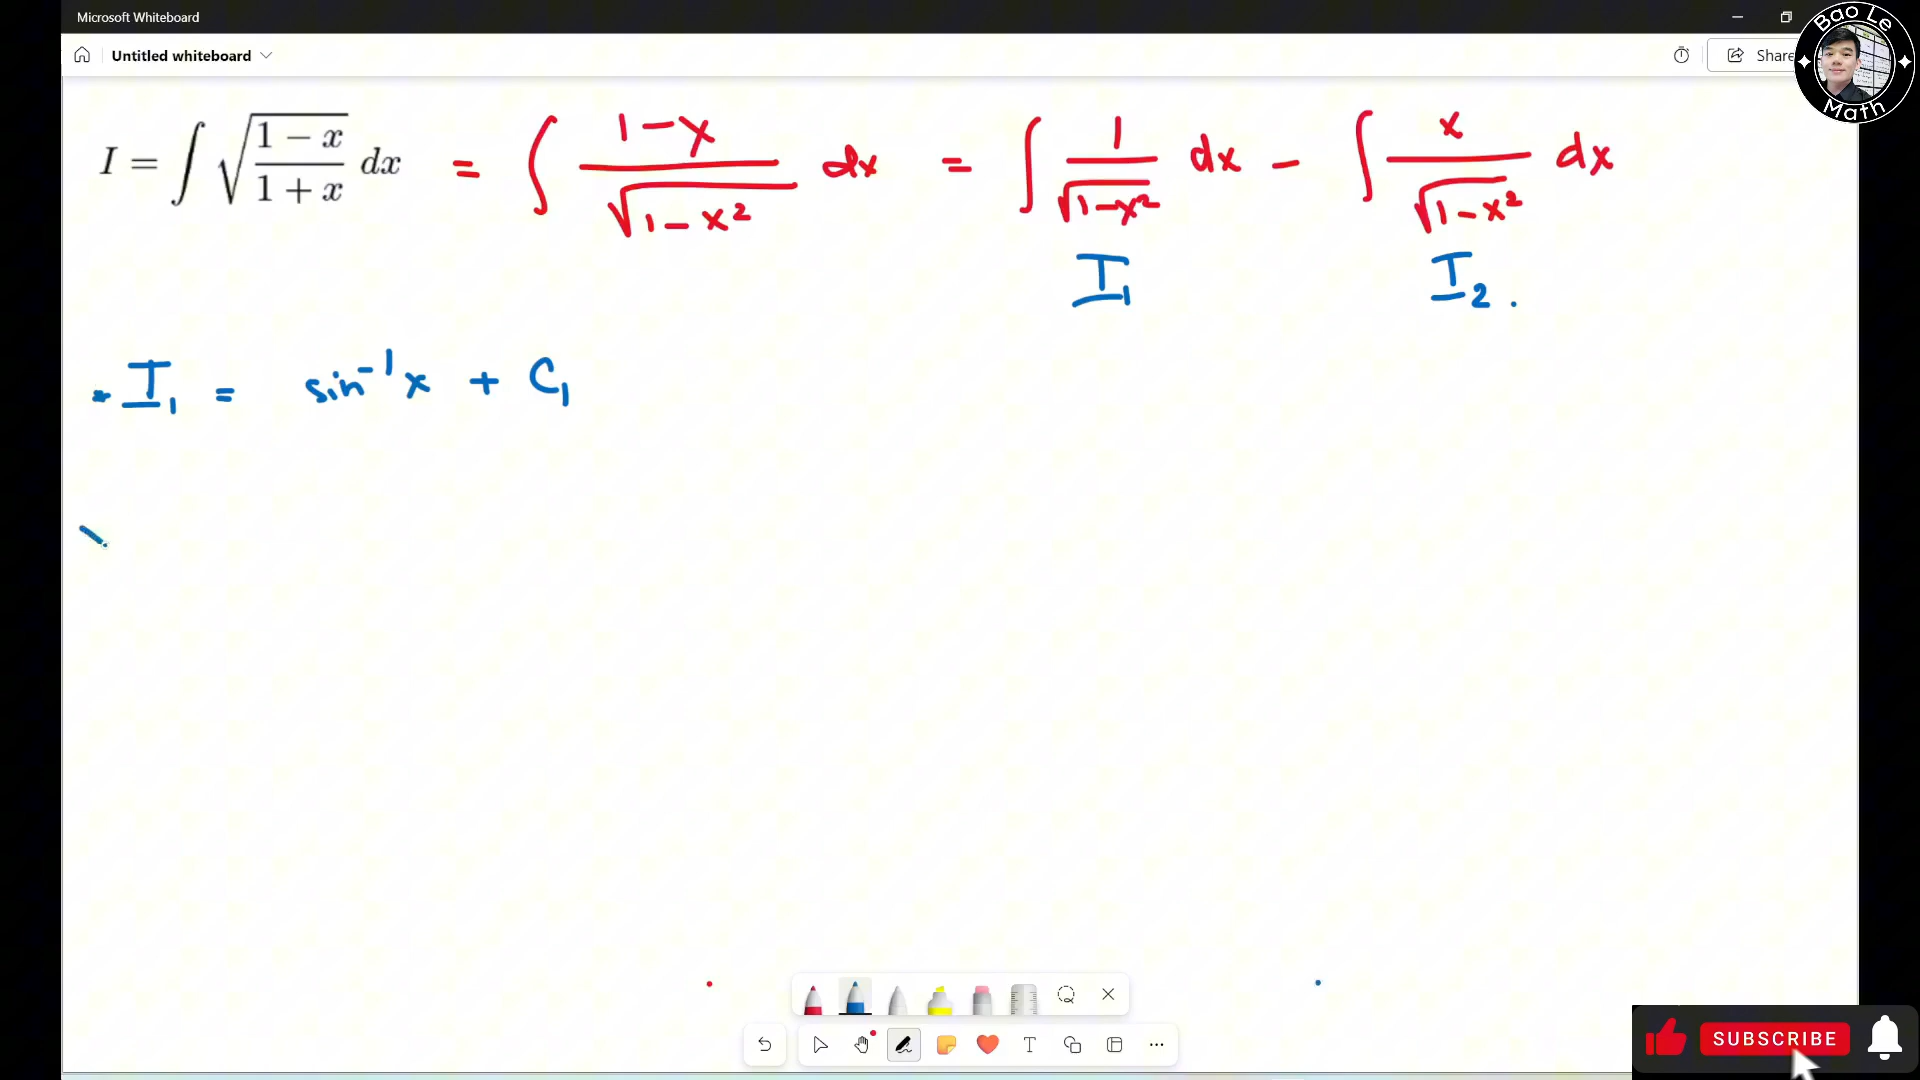 Microsoft Whiteboard
Untitled whiteboard
Share
Bao Le
Math
I = ∫ √((1 − x)/(1 + x)) dx = ∫ (1 − x)/√(1 − x²) dx = ∫ 1/√(1 − x²) dx − ∫ x/√(1 − x²) dx
I₁ I₂ .
* I₁ = sin⁻¹x + C₁
T
SUBSCRIBE